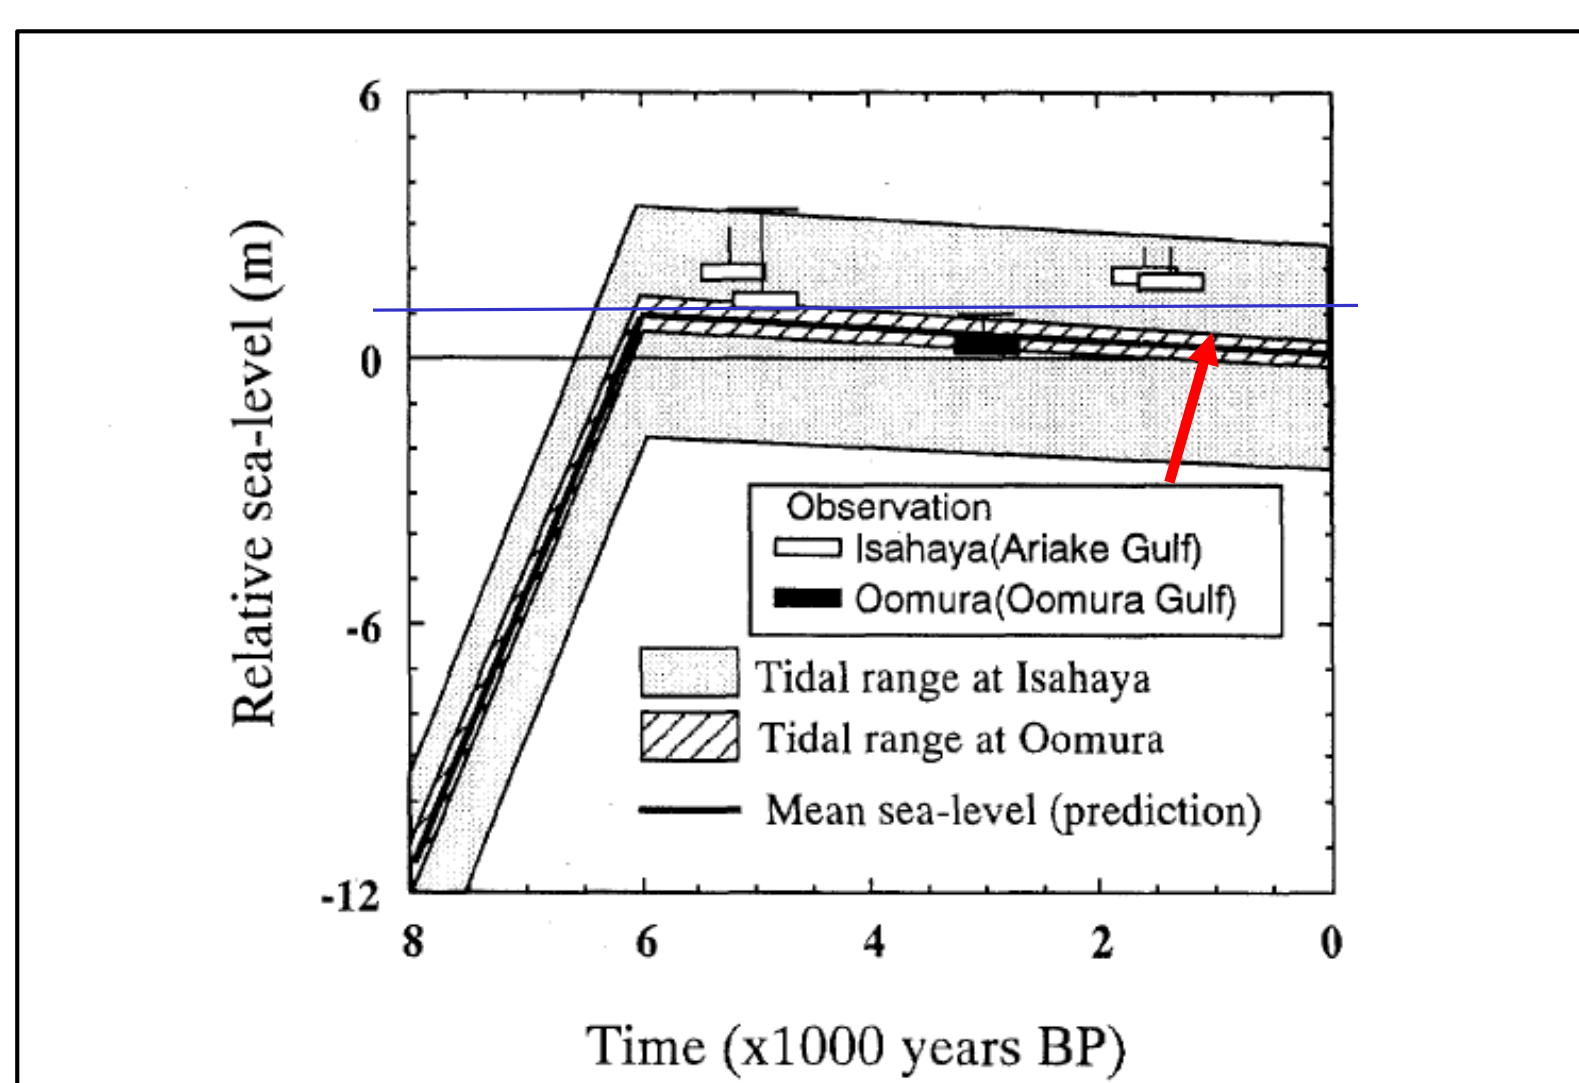 6
0
-6
-12
Relative sea-level (m)
Observation
Isahaya(Ariake Gulf)
Oomura(Oomura Gulf)
Tidal range at Isahaya
Tidal range at Oomura
Mean sea-level (prediction)
8 6 4 2 0
Time (x1000 years BP)